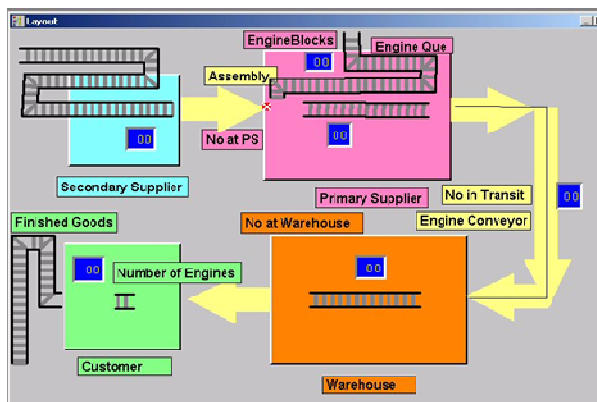 Layout
EngineBlocks
Engine Que
00
Assembly
00
00
No at PS
Secondary Supplier
Primary Supplier
No in Transit
00
Finished Goods
No at Warehouse
Engine Conveyor
00
00
Number of Engines
Customer
Warehouse